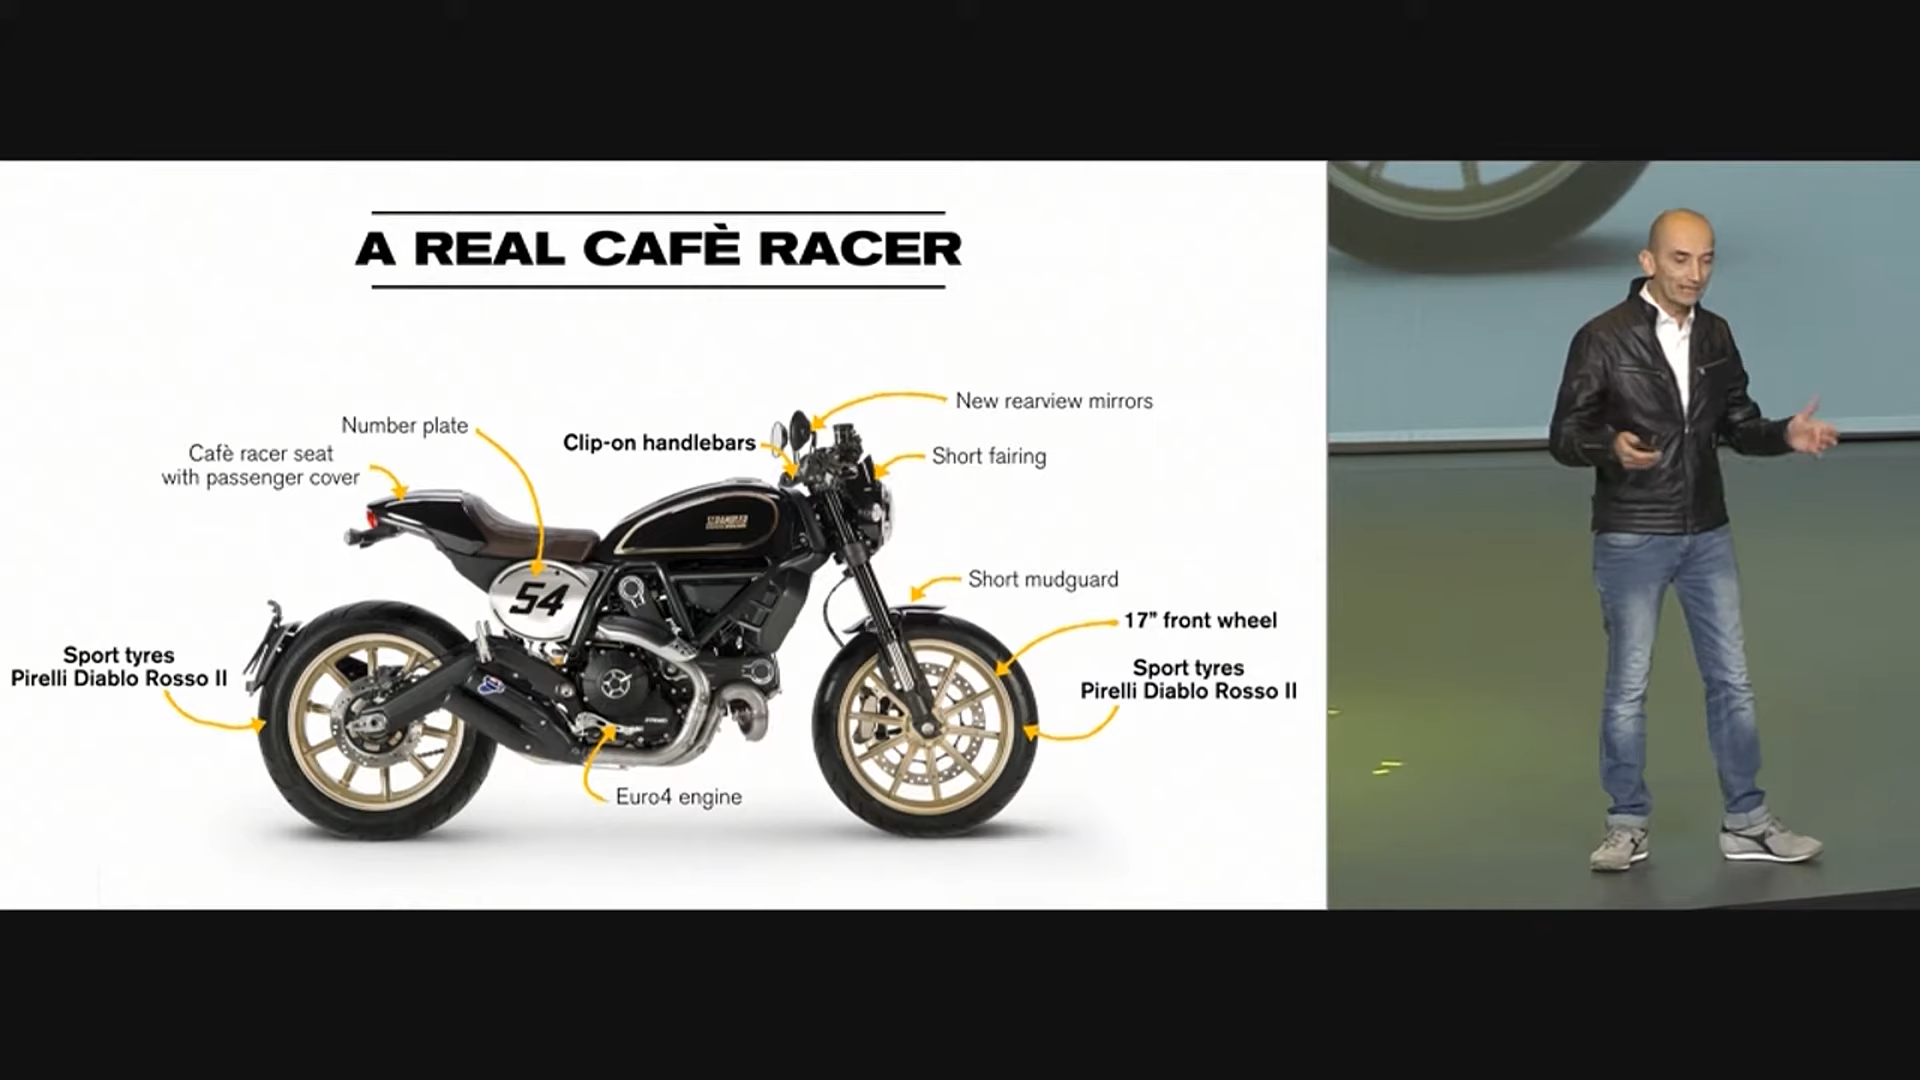 A REAL CAFÈ RACER
New rearview mirrors
Number plate
Clip-on handlebars
Cafè racer seat
with passenger cover
Short fairing
SCRAMBLER
54
Short mudguard
17” front wheel
Sport tyres
Pirelli Diablo Rosso II
Sport tyres
Pirelli Diablo Rosso II
Euro4 engine